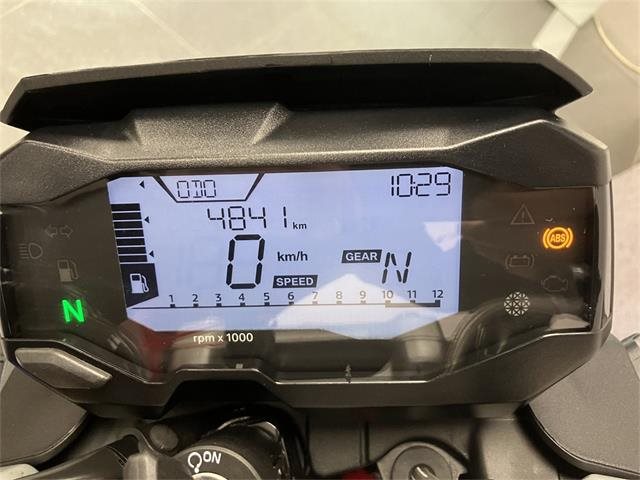 ODO
10:29
4841 km
0 km/h
GEAR N
SPEED
1 2 3 4 5 6 7 8 9 10 11 12
rpm x 1000
N
ABS
ON